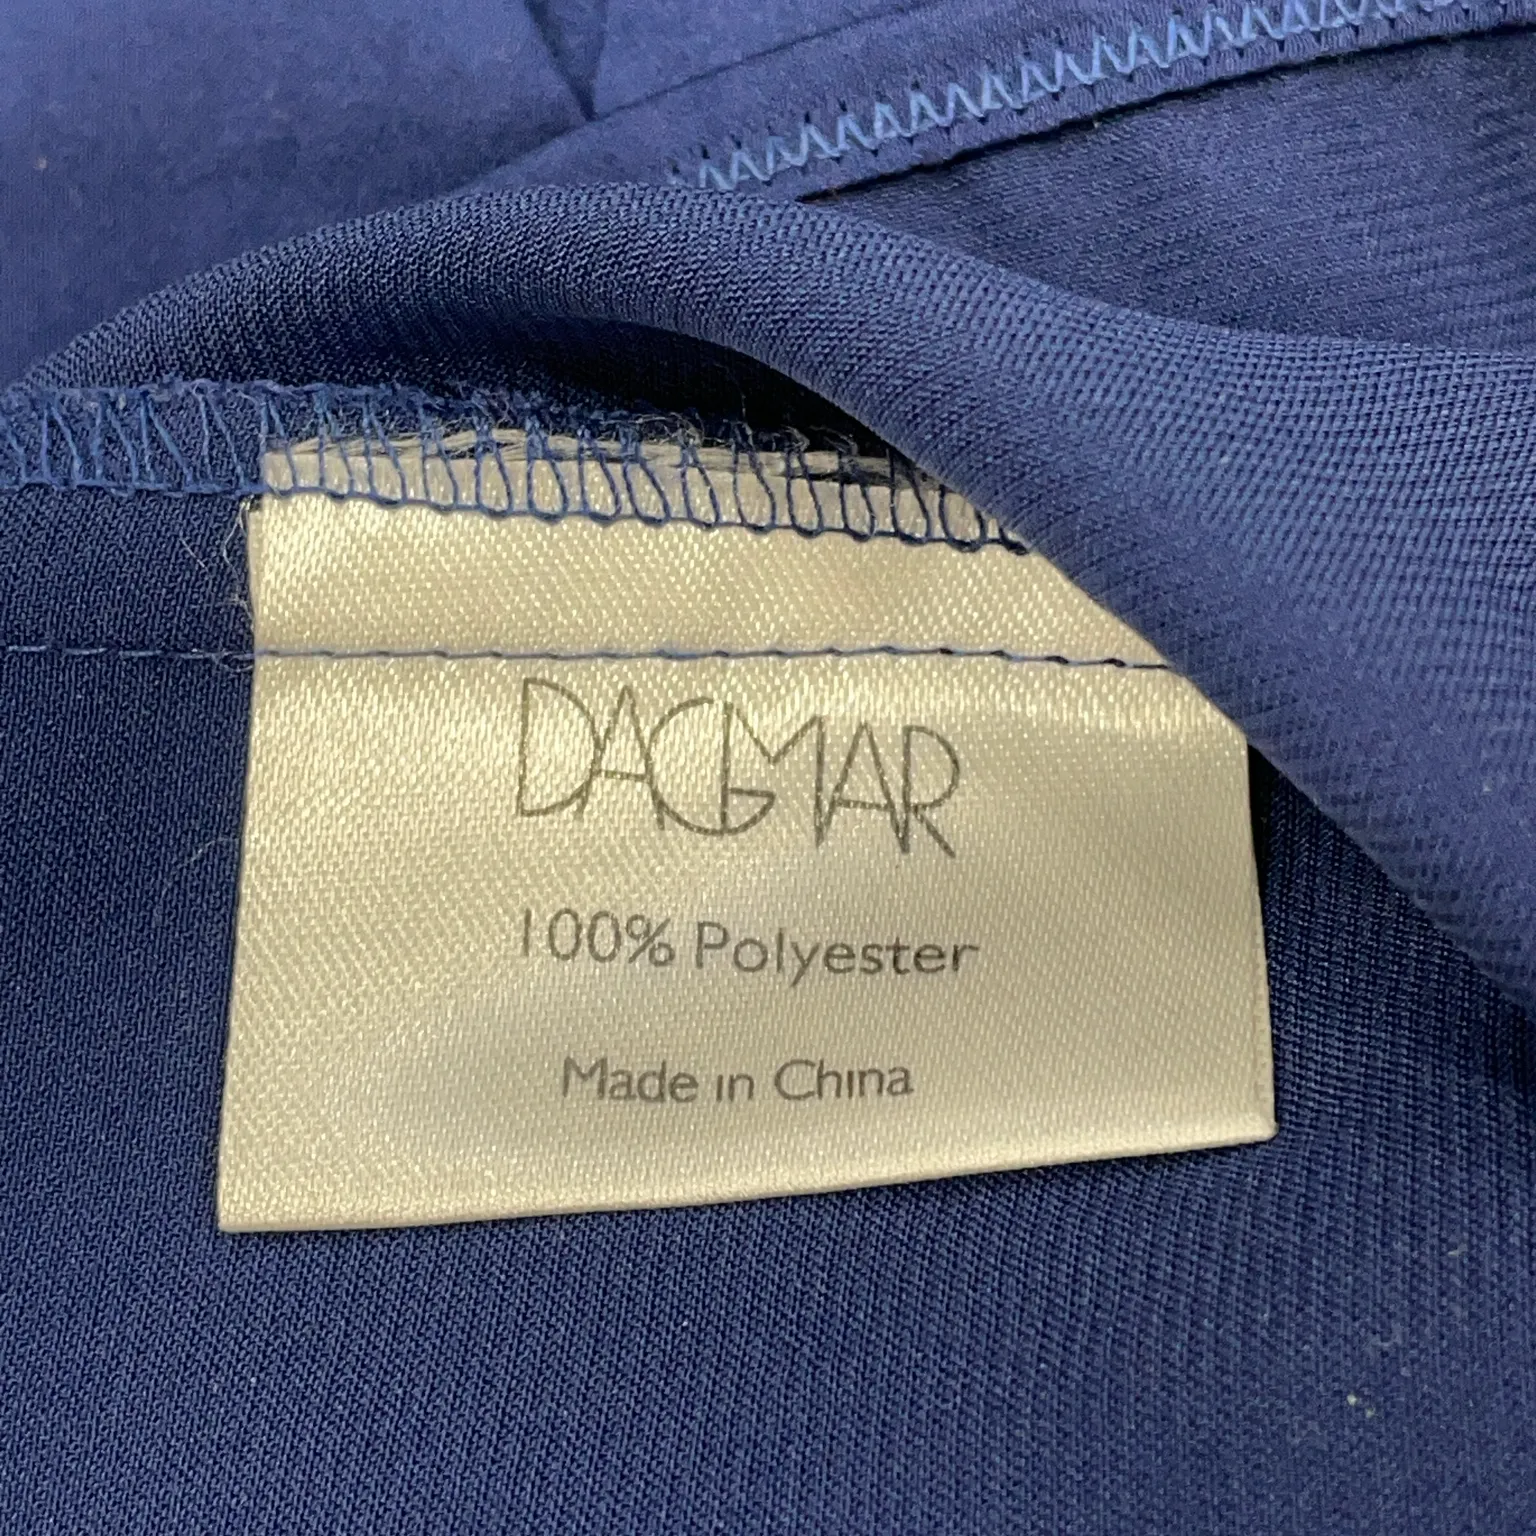 DAGMAR
100% Polyester
Made in China